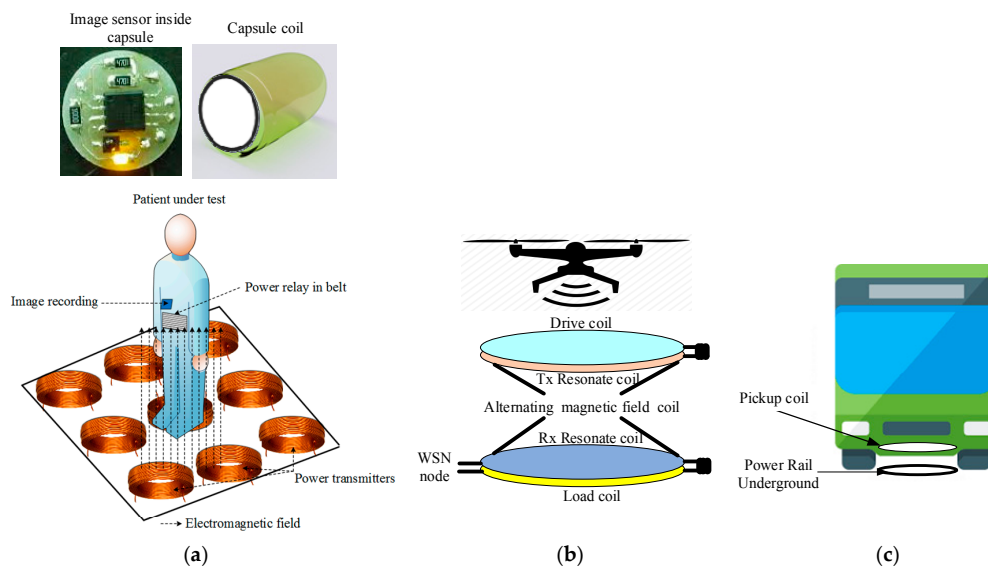 Image sensor inside
capsule
Capsule coil
4701
4701
Patient under test
Image recording
Power relay in belt
Power transmitters
Electromagnetic field
(a)
Drive coil
Tx Resonate coil
Alternating magnetic field coil
Rx Resonate coil
WSN
node
Load coil
(b)
Pickup coil
Power Rail
Underground
(c)